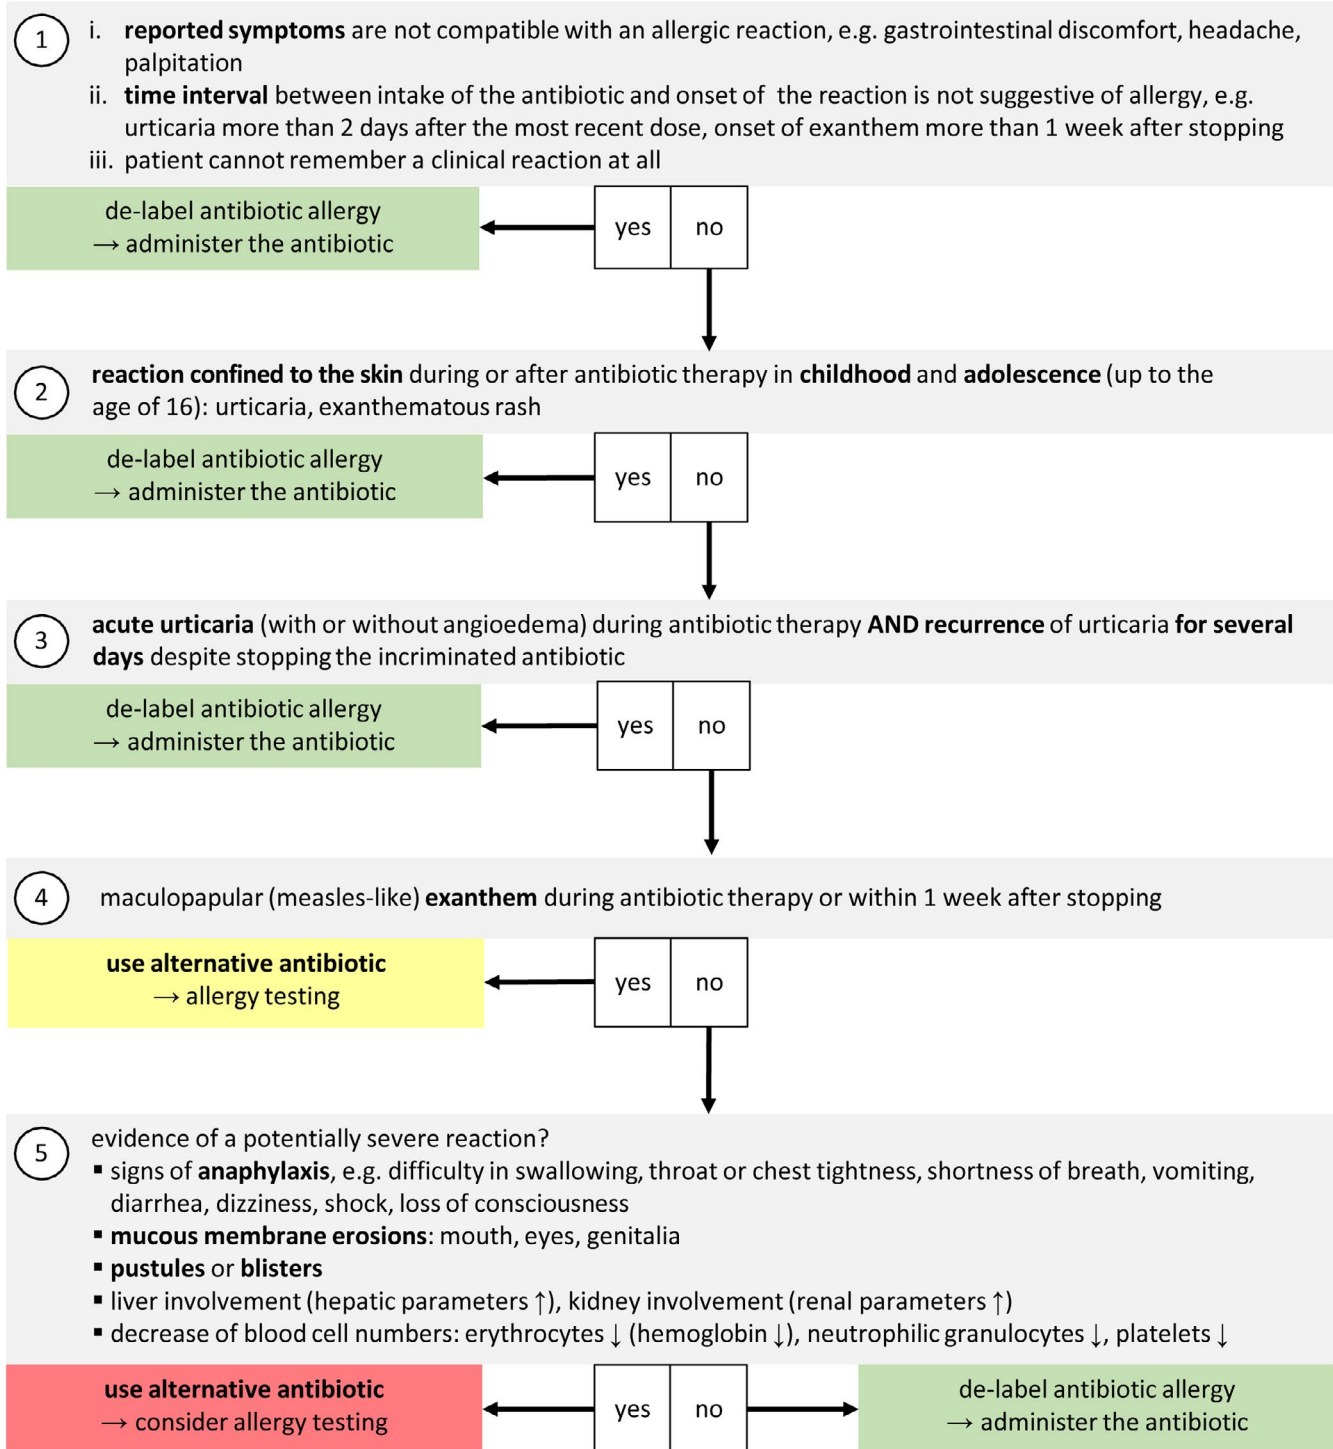 1
i. reported symptoms are not compatible with an allergic reaction, e.g. gastrointestinal discomfort, headache,
palpitation
ii. time interval between intake of the antibiotic and onset of the reaction is not suggestive of allergy, e.g.
urticaria more than 2 days after the most recent dose, onset of exanthem more than 1 week after stopping
iii. patient cannot remember a clinical reaction at all
de-label antibiotic allergy
→ administer the antibiotic
yes no
2
reaction confined to the skin during or after antibiotic therapy in childhood and adolescence (up to the
age of 16): urticaria, exanthematous rash
de-label antibiotic allergy
→ administer the antibiotic
yes no
3
acute urticaria (with or without angioedema) during antibiotic therapy AND recurrence of urticaria for several
days despite stopping the incriminated antibiotic
de-label antibiotic allergy
→ administer the antibiotic
yes no
4
maculopapular (measles-like) exanthem during antibiotic therapy or within 1 week after stopping
use alternative antibiotic
→ allergy testing
yes no
5
evidence of a potentially severe reaction?
▪ signs of anaphylaxis, e.g. difficulty in swallowing, throat or chest tightness, shortness of breath, vomiting,
diarrhea, dizziness, shock, loss of consciousness
▪ mucous membrane erosions: mouth, eyes, genitalia
▪ pustules or blisters
▪ liver involvement (hepatic parameters ↑), kidney involvement (renal parameters ↑)
▪ decrease of blood cell numbers: erythrocytes ↓ (hemoglobin ↓), neutrophilic granulocytes ↓, platelets ↓
use alternative antibiotic
→ consider allergy testing
yes no
de-label antibiotic allergy
→ administer the antibiotic